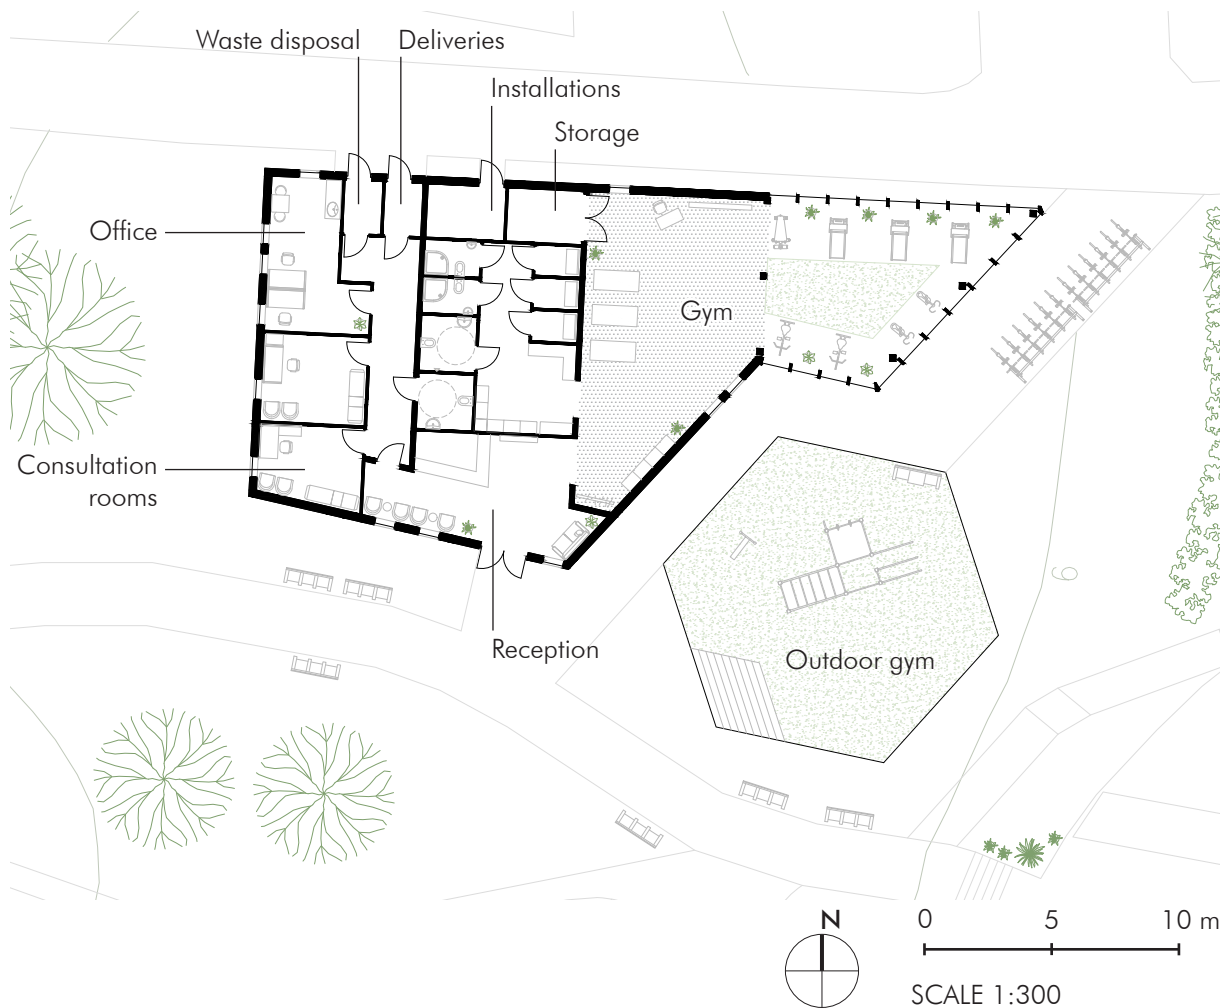 Waste disposal
Deliveries
Installations
Storage
Office
Gym
Consultation
rooms
Reception
Outdoor gym
N
0 5 10 m
SCALE 1:300